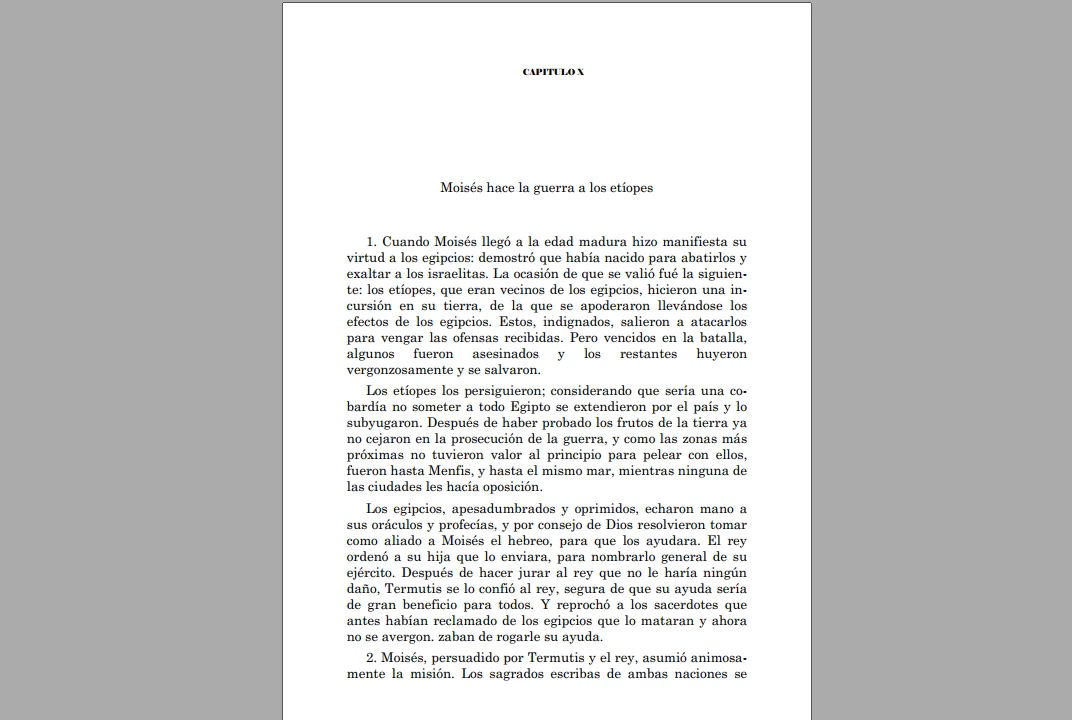 CAPITULO X
Moisés hace la guerra a los etíopes
1. Cuando Moisés llegó a la edad madura hizo manifiesta su
virtud a los egipcios: demostró que había nacido para abatirlos y
exaltar a los israelitas. La ocasión de que se valió fué la siguien-
te: los etíopes, que eran vecinos de los egipcios, hicieron una in-
cursión en su tierra, de la que se apoderaron llevándose los
efectos de los egipcios. Estos, indignados, salieron a atacarlos
para vengar las ofensas recibidas. Pero vencidos en la batalla,
algunos fueron asesinados y los restantes huyeron
vergonzosamente y se salvaron.
Los etíopes los persiguieron; considerando que sería una co-
bardía no someter a todo Egipto se extendieron por el país y lo
subyugaron. Después de haber probado los frutos de la tierra ya
no cejaron en la prosecución de la guerra, y como las zonas más
próximas no tuvieron valor al principio para pelear con ellos,
fueron hasta Menfis, y hasta el mismo mar, mientras ninguna de
las ciudades les hacía oposición.
Los egipcios, apesadumbrados y oprimidos, echaron mano a
sus oráculos y profecías, y por consejo de Dios resolvieron tomar
como aliado a Moisés el hebreo, para que los ayudara. El rey
ordenó a su hija que lo enviara, para nombrarlo general de su
ejército. Después de hacer jurar al rey que no le haría ningún
daño, Termutis se lo confió al rey, segura de que su ayuda sería
de gran beneficio para todos. Y reprochó a los sacerdotes que
antes habían reclamado de los egipcios que lo mataran y ahora
no se avergon. zaban de rogarle su ayuda.
2. Moisés, persuadido por Termutis y el rey, asumió animosa-
mente la misión. Los sagrados escribas de ambas naciones se